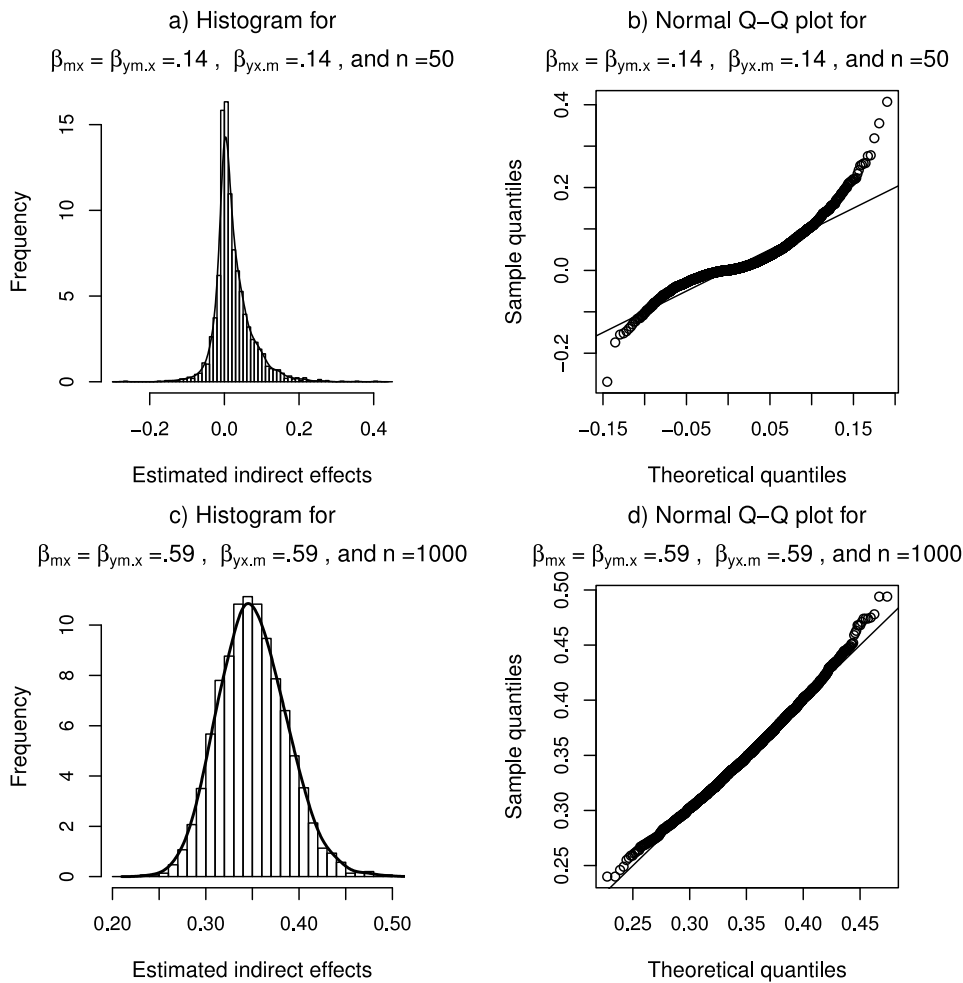 a) Histogram for
βmx = βym.x =.14 , βyx.m =.14 , and n =50
Frequency
15
10
5
0
−0.2
0.0
0.2
0.4
Estimated indirect effects
b) Normal Q−Q plot for
βmx = βym.x =.14 , βyx.m =.14 , and n =50
Sample quantiles
0.4
0.2
0.0
−0.2
−0.15
−0.05
0.05
0.15
Theoretical quantiles
c) Histogram for
βmx = βym.x =.59 , βyx.m =.59 , and n =1000
Frequency
10
8
6
4
2
0
0.20
0.30
0.40
0.50
Estimated indirect effects
d) Normal Q−Q plot for
βmx = βym.x =.59 , βyx.m =.59 , and n =1000
Sample quantiles
0.50
0.45
0.40
0.35
0.30
0.25
0.25
0.30
0.35
0.40
0.45
Theoretical quantiles